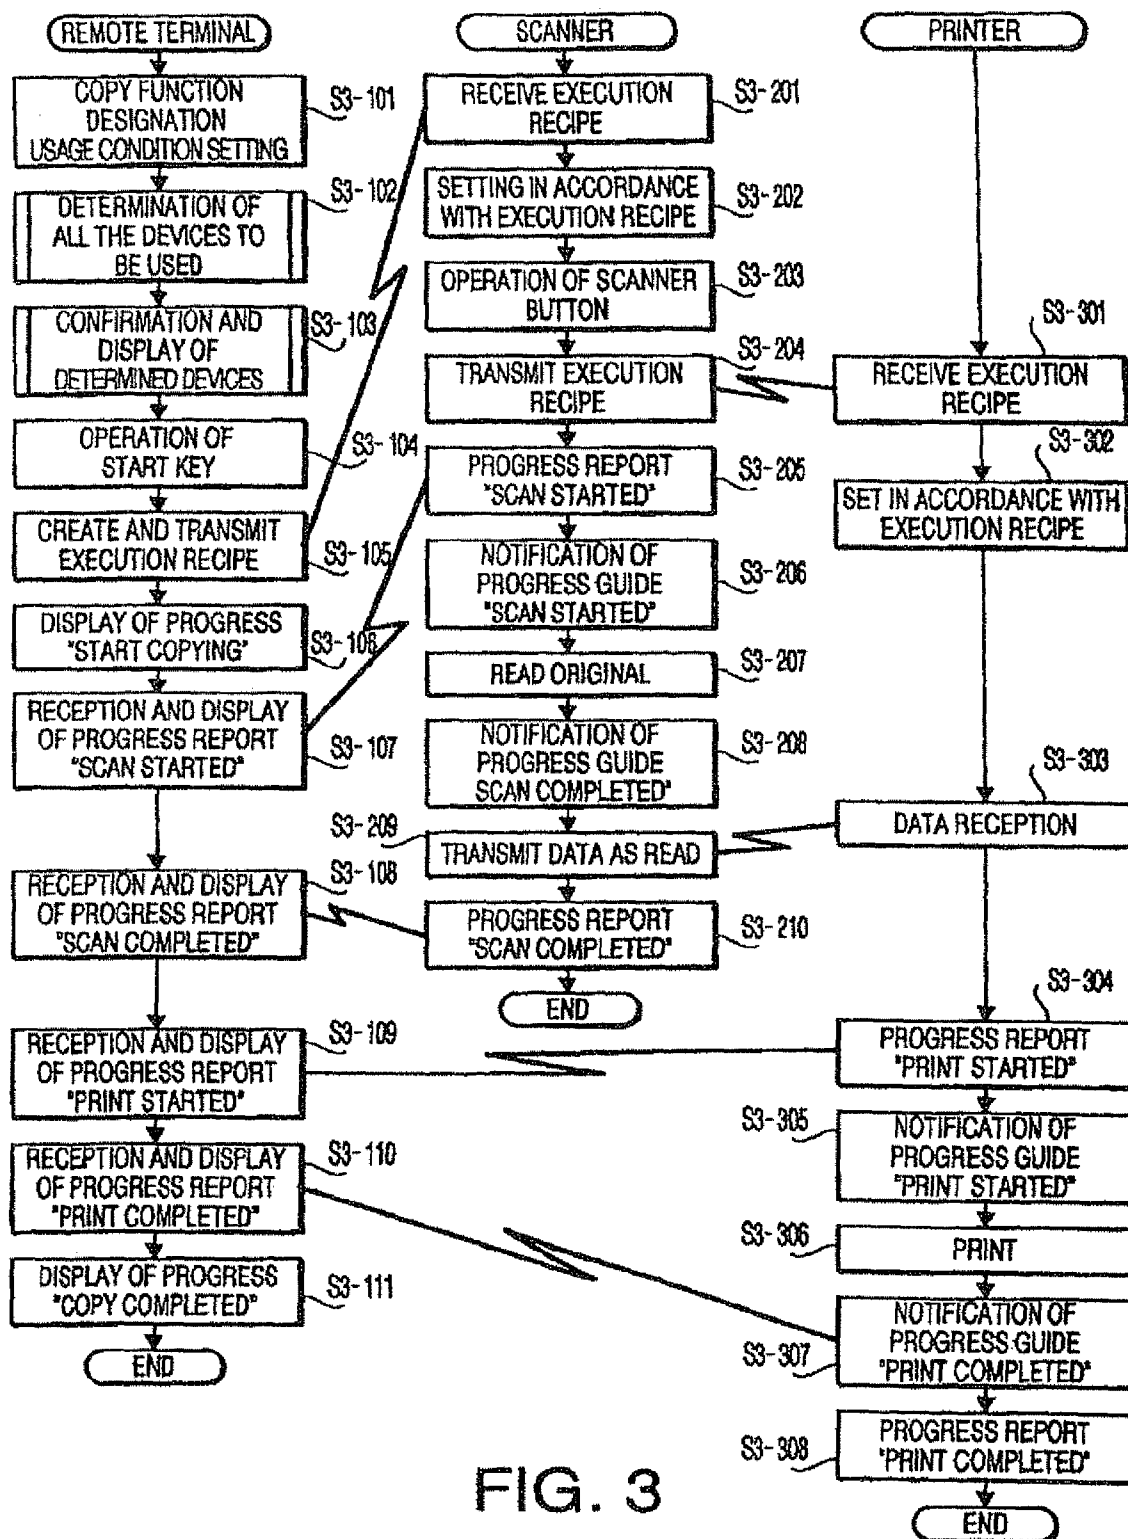 REMOTE TERMINAL
COPY FUNCTION
DESIGNATION
USAGE CONDITION SETTING
S3-101
DETERMINATION OF
ALL THE DEVICES TO
BE USED
S3-102
CONFIRMATION AND
DISPLAY OF
DETERMINED DEVICES
S3-103
OPERATION OF
START KEY
S3-104
CREATE AND TRANSMIT
EXECUTION RECIPE
S3-105
DISPLAY OF PROGRESS
"START COPYING"
S3-106
RECEPTION AND DISPLAY
OF PROGRESS REPORT
"SCAN STARTED"
S3-107
RECEPTION AND DISPLAY
OF PROGRESS REPORT
"SCAN COMPLETED"
S3-108
RECEPTION AND DISPLAY
OF PROGRESS REPORT
"PRINT STARTED"
S3-109
RECEPTION AND DISPLAY
OF PROGRESS REPORT
"PRINT COMPLETED"
S3-110
DISPLAY OF PROGRESS
"COPY COMPLETED"
S3-111
END
SCANNER
RECEIVE EXECUTION
RECIPE
S3-201
SETTING IN ACCORDANCE
WITH EXECUTION RECIPE
S3-202
OPERATION OF SCANNER
BUTTON
S3-203
TRANSMIT EXECUTION
RECIPE
S3-204
PROGRESS REPORT
"SCAN STARTED"
S3-205
NOTIFICATION OF
PROGRESS GUIDE
"SCAN STARTED"
S3-206
READ ORIGINAL
S3-207
NOTIFICATION OF
PROGRESS GUIDE
SCAN COMPLETED"
S3-208
S3-209
TRANSMIT DATA AS READ
PROGRESS REPORT
"SCAN COMPLETED"
S3-210
END
PRINTER
S3-301
RECEIVE EXECUTION
RECIPE
S3-302
SET IN ACCORDANCE WITH
EXECUTION RECIPE
S3-303
DATA RECEPTION
S3-304
PROGRESS REPORT
"PRINT STARTED"
S3-305
NOTIFICATION OF
PROGRESS GUIDE
"PRINT STARTED"
S3-306
PRINT
NOTIFICATION OF
PROGRESS GUIDE
"PRINT COMPLETED"
S3-307
PROGRESS REPORT
"PRINT COMPLETED"
S3-308
END
FIG. 3